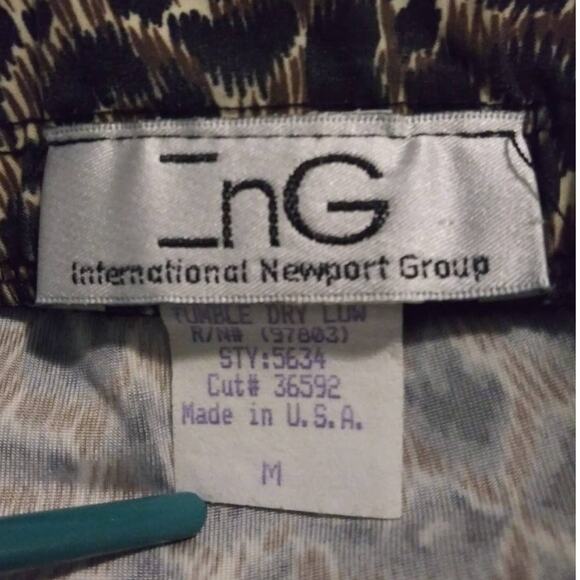 InG
International Newport Group
TUMBLE DRY LOW
R/N# (97803)
STY:5634
Cut# 36592
Made in U.S.A.
M